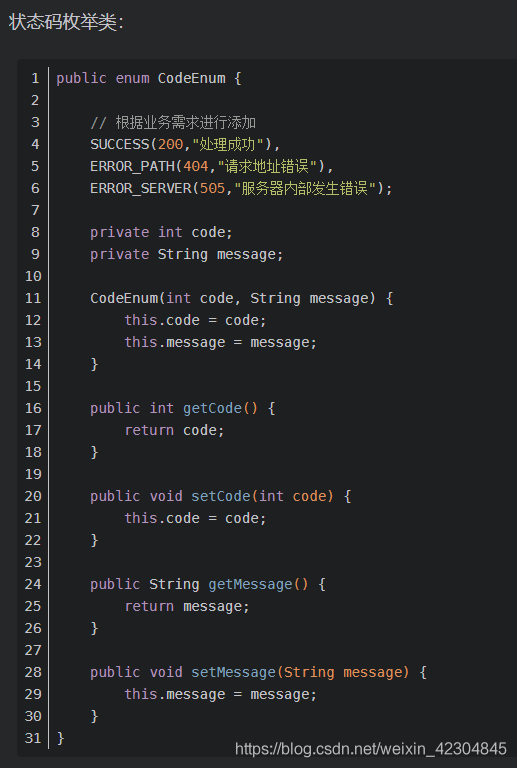 状态码枚举类:
1 public enum CodeEnum {
2
3     // 根据业务需求进行添加
4     SUCCESS(200,"处理成功"),
5     ERROR_PATH(404,"请求地址错误"),
6     ERROR_SERVER(505,"服务器内部发生错误");
7
8     private int code;
9     private String message;
10
11     CodeEnum(int code, String message) {
12         this.code = code;
13         this.message = message;
14     }
15
16     public int getCode() {
17         return code;
18     }
19
20     public void setCode(int code) {
21         this.code = code;
22     }
23
24     public String getMessage() {
25         return message;
26     }
27
28     public void setMessage(String message) {
29         this.message = message;
30     }
31 }
https://blog.csdn.net/weixin_42304845